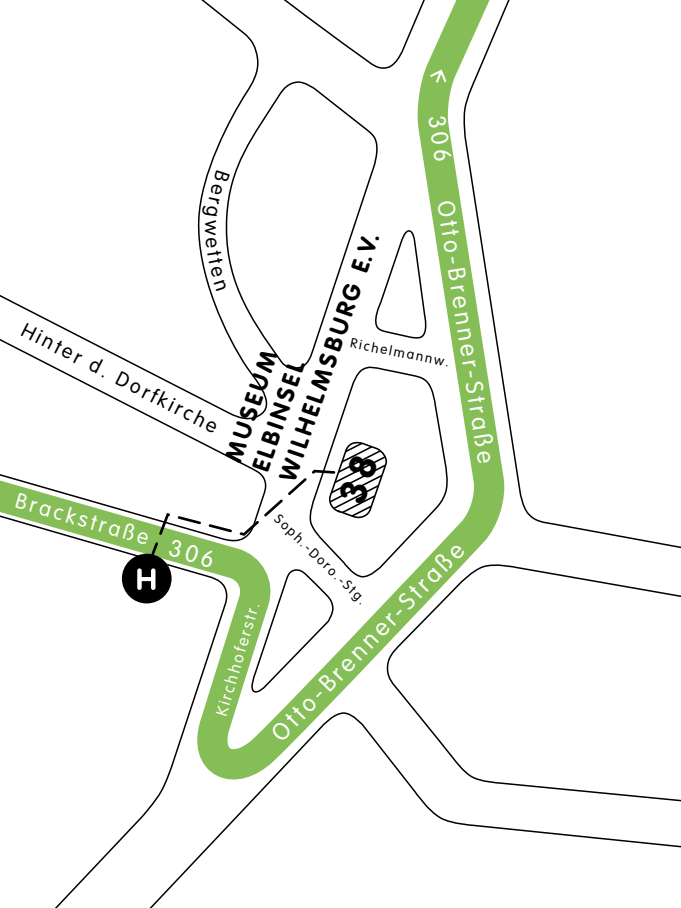 306
Otto-Brenner-Straße
Bergwetten
Hinter d. Dorfkirche
MUSEUM
ELBINSEL
WILHELMSBURG E.V.
Richelmannw.
38
Brackstraße
306
H
Soph.-Doro.-Stg.
Kirchhoferstr.
Otto-Brenner-Straße